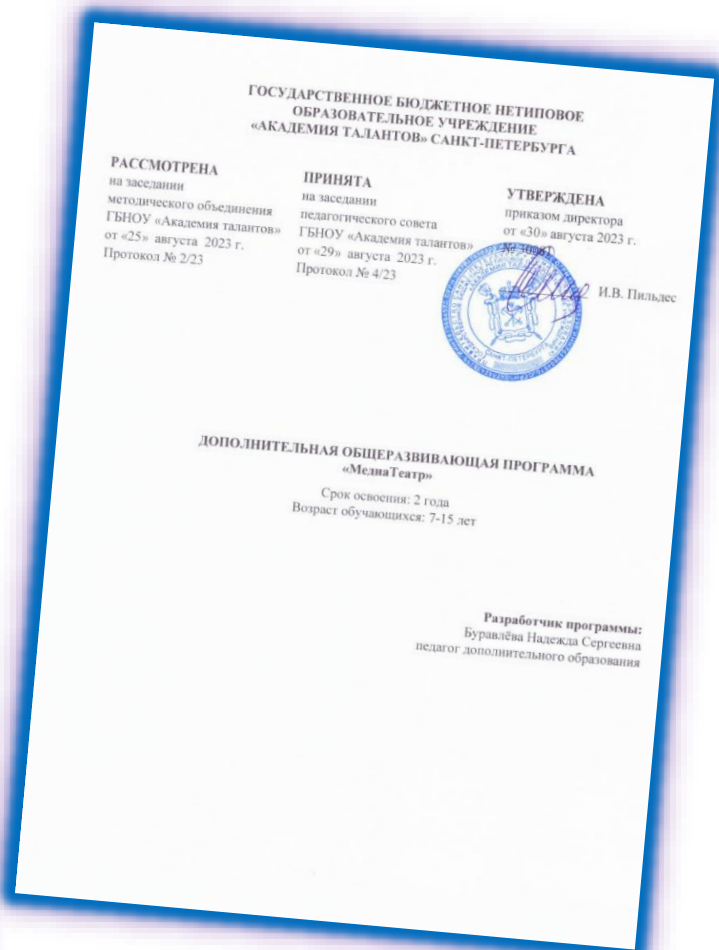 ГОСУДАРСТВЕННОЕ БЮДЖЕТНОЕ НЕТИПОВОЕ
ОБРАЗОВАТЕЛЬНОЕ УЧРЕЖДЕНИЕ
«АКАДЕМИЯ ТАЛАНТОВ» САНКТ-ПЕТЕРБУРГА
РАССМОТРЕНА
на заседании
методического объединения
ГБНОУ «Академия талантов»
от «25» августа 2023 г.
Протокол № 2/23
ПРИНЯТА
на заседании
педагогического совета
ГБНОУ «Академия талантов»
от «29» августа 2023 г.
Протокол № 4/23
УТВЕРЖДЕНА
приказом директора
от «30» августа 2023 г.
№
И.В. Пильдес
САНКТ-ПЕТЕРБУРГА
ДОПОЛНИТЕЛЬНАЯ ОБЩЕРАЗВИВАЮЩАЯ ПРОГРАММА
«МедиаТеатр»
Срок освоения: 2 года
Возраст обучающихся: 7-15 лет
Разработчик программы:
Буравлёва Надежда Сергеевна
педагог дополнительного образования